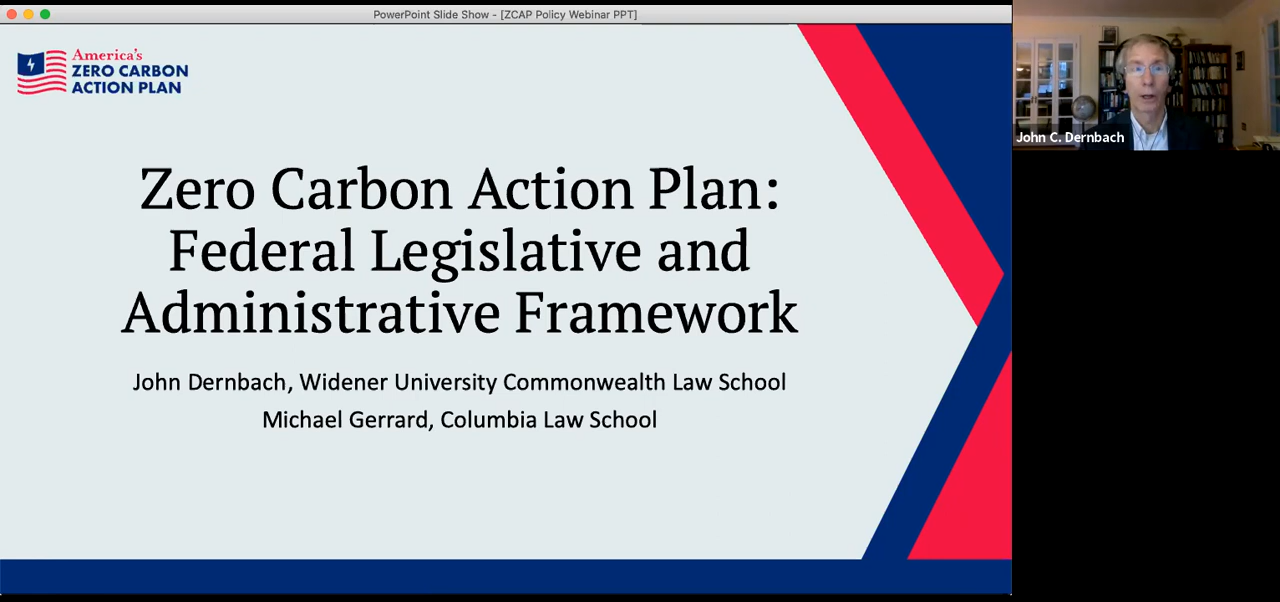 PowerPoint Slide Show - [ZCAP Policy Webinar PPT]
America's
ZERO CARBON
ACTION PLAN
Zero Carbon Action Plan:
Federal Legislative and
Administrative Framework
John Dernbach, Widener University Commonwealth Law School
Michael Gerrard, Columbia Law School
John C. Dernbach